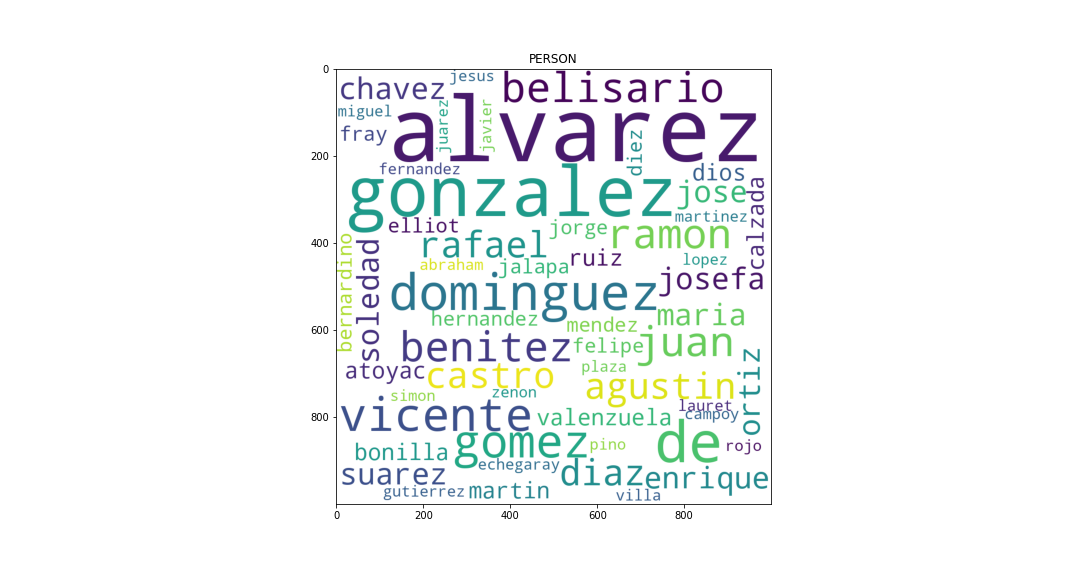 PERSON
0
200
400
600
800
0
200
400
600
800
jesus
chavez
belisario
miguel
alvarez
juarez
javier
fray
diez
fernandez
dios
gonzalez
jose
calzada
martinez
elliot
jorge
ramon
rafael
bernardino
soledad
ruiz
lopez
abraham
jalapa
josefa
dominguez
hernandez
maria
mendez
juan
benitez
felipe
ortiz
plaza
atoyac
castro
agustin
simon
zenon
lauret
vicente
valenzuela
campoy
gomez
de
pino
rojo
bonilla
echegaray
suarez
diaz
enrique
gutierrez
martin
villa